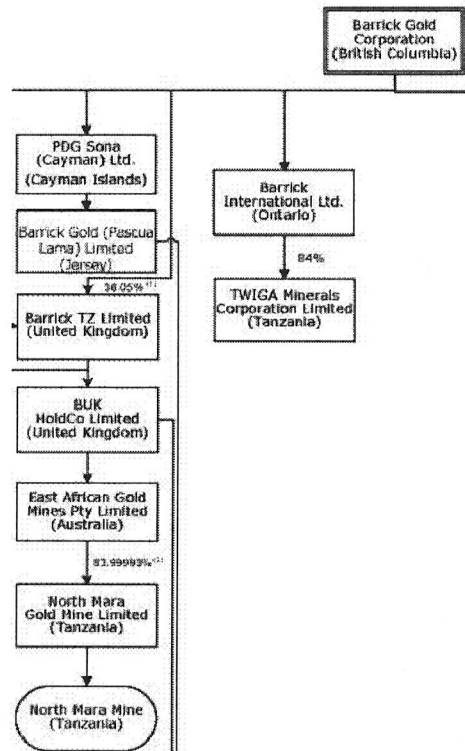 Barrick Gold
Corporation
(British Columbia)
PDG Sona
(Cayman) Ltd.
(Cayman Islands)
Barrick Gold (Pascua
Lama) Limited
(Jersey)
Barrick
International Ltd.
(Ontario)
84%
TWIGA Minerals
Corporation Limited
(Tanzania)
Barrick TZ Limited
(United Kingdom)
BUK
HoldCo Limited
(United Kingdom)
East African Gold
Mines Pty Limited
(Australia)
North Mara
Gold Mine Limited
(Tanzania)
North Mara Mine
(Tanzania)